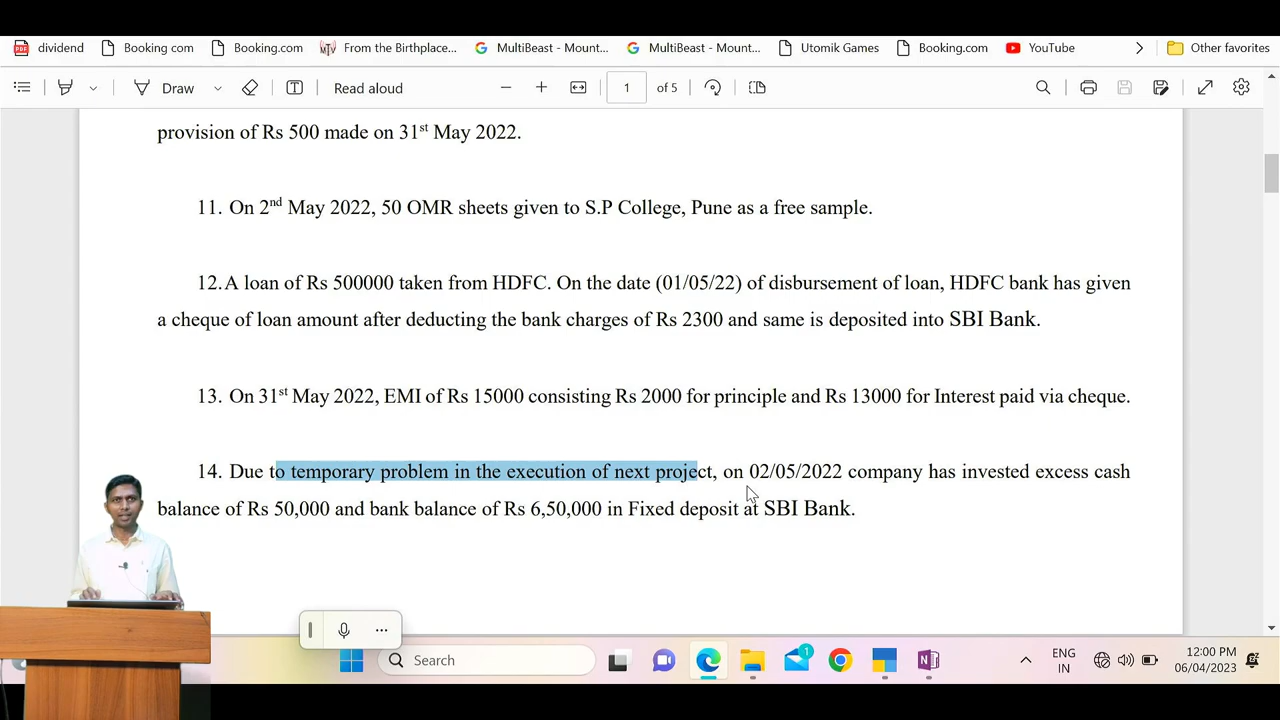 dividend Booking com Booking.com From the Birthplace... MultiBeast - Mount... MultiBeast - Mount... Utomik Games Booking.com YouTube Other favorites
Draw Read aloud 1 of 5
provision of Rs 500 made on 31st May 2022.
11. On 2nd May 2022, 50 OMR sheets given to S.P College, Pune as a free sample.
12. A loan of Rs 500000 taken from HDFC. On the date (01/05/22) of disbursement of loan, HDFC bank has given
a cheque of loan amount after deducting the bank charges of Rs 2300 and same is deposited into SBI Bank.
13. On 31st May 2022, EMI of Rs 15000 consisting Rs 2000 for principle and Rs 13000 for Interest paid via cheque.
14. Due to temporary problem in the execution of next project, on 02/05/2022 company has invested excess cash
balance of Rs 50,000 and bank balance of Rs 6,50,000 in Fixed deposit at SBI Bank.
Search
1
ENG
IN
12:00 PM
06/04/2023